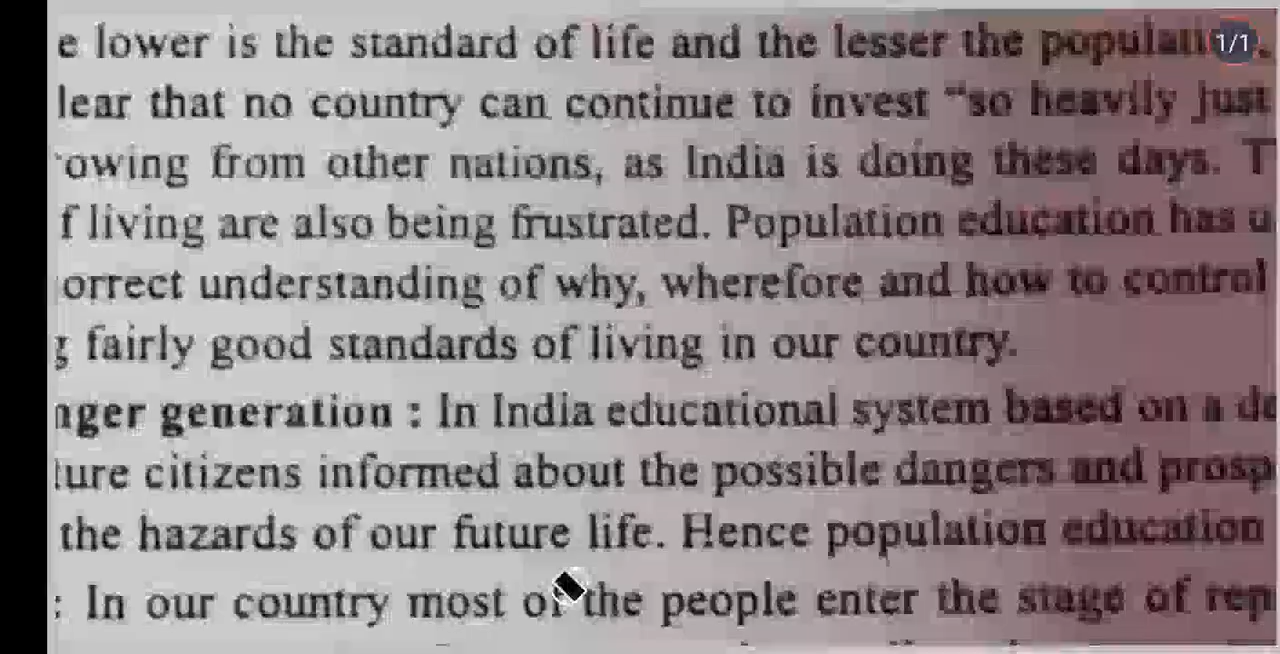 e lower is the standard of life and the lesser the
1/1
lear that no country can continue to invest "so heavily just
owing from other nations, as India is doing these days. T
f living are also being frustrated. Population education has u
orrect understanding of why, wherefore and how to control
g fairly good standards of living in our country.
nger generation : In India educational system based on a de
ture citizens informed about the possible dangers and prosp
the hazards of our future life. Hence population education
: In our country most of the people enter the stage of rep